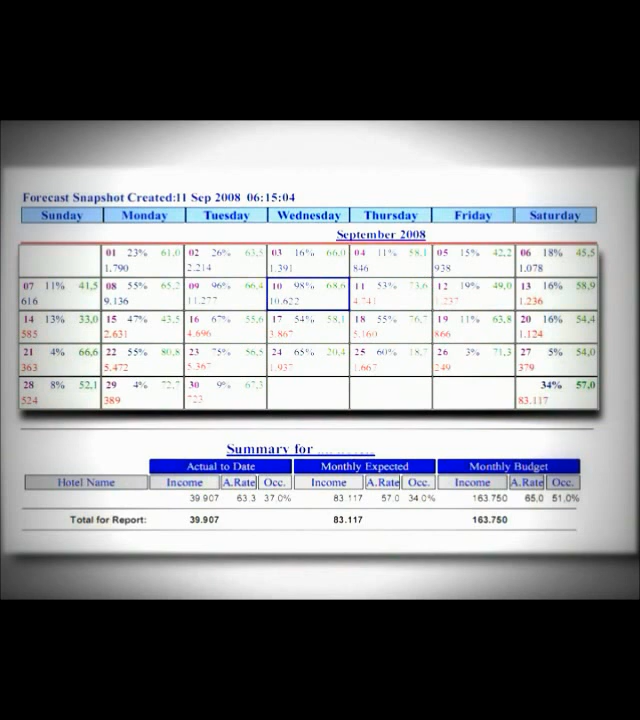 Forecast Snapshot Created:11 Sep 2008 06:15:04
Sunday Monday Tuesday Wednesday Thursday Friday Saturday
September 2008
01 23% 61,0 02 26% 63,5 03 16% 66,0 04 11% 58,1 05 15% 42,2 06 18% 45,5
1.790 2.214 1.391 846 938 1.078
07 11% 41,5 08 55% 65,2 09 96% 66,4 10 98% 68,6 11 53% 73,6 12 19% 49,0 13 16% 58,9
616 9.136 11.277 10.622 4.741 1.237 1.236
14 13% 33,0 15 47% 43,5 16 67% 55,6 17 54% 58,1 18 55% 76,7 19 11% 63,8 20 16% 54,4
585 2.631 4.696 3.867 5.160 866 1.124
21 4% 66,6 22 55% 80,8 23 75% 56,5 24 65% 20,4 25 60% 18,7 26 3% 71,3 27 5% 54,0
363 5.472 5.367 1.937 1.667 249 379
28 8% 52,1 29 4% 72,7 30 9% 67,3 34% 57,0
524 389 723 83.117
Summary for
Actual to Date Monthly Expected Monthly Budget
Hotel Name Income A.Rate Occ. Income A.Rate Occ. Income A.Rate Occ.
39.907 63.3 37.0% 83.117 57.0 34.0% 163.750 65.0 51.0%
Total for Report: 39.907 83.117 163.750